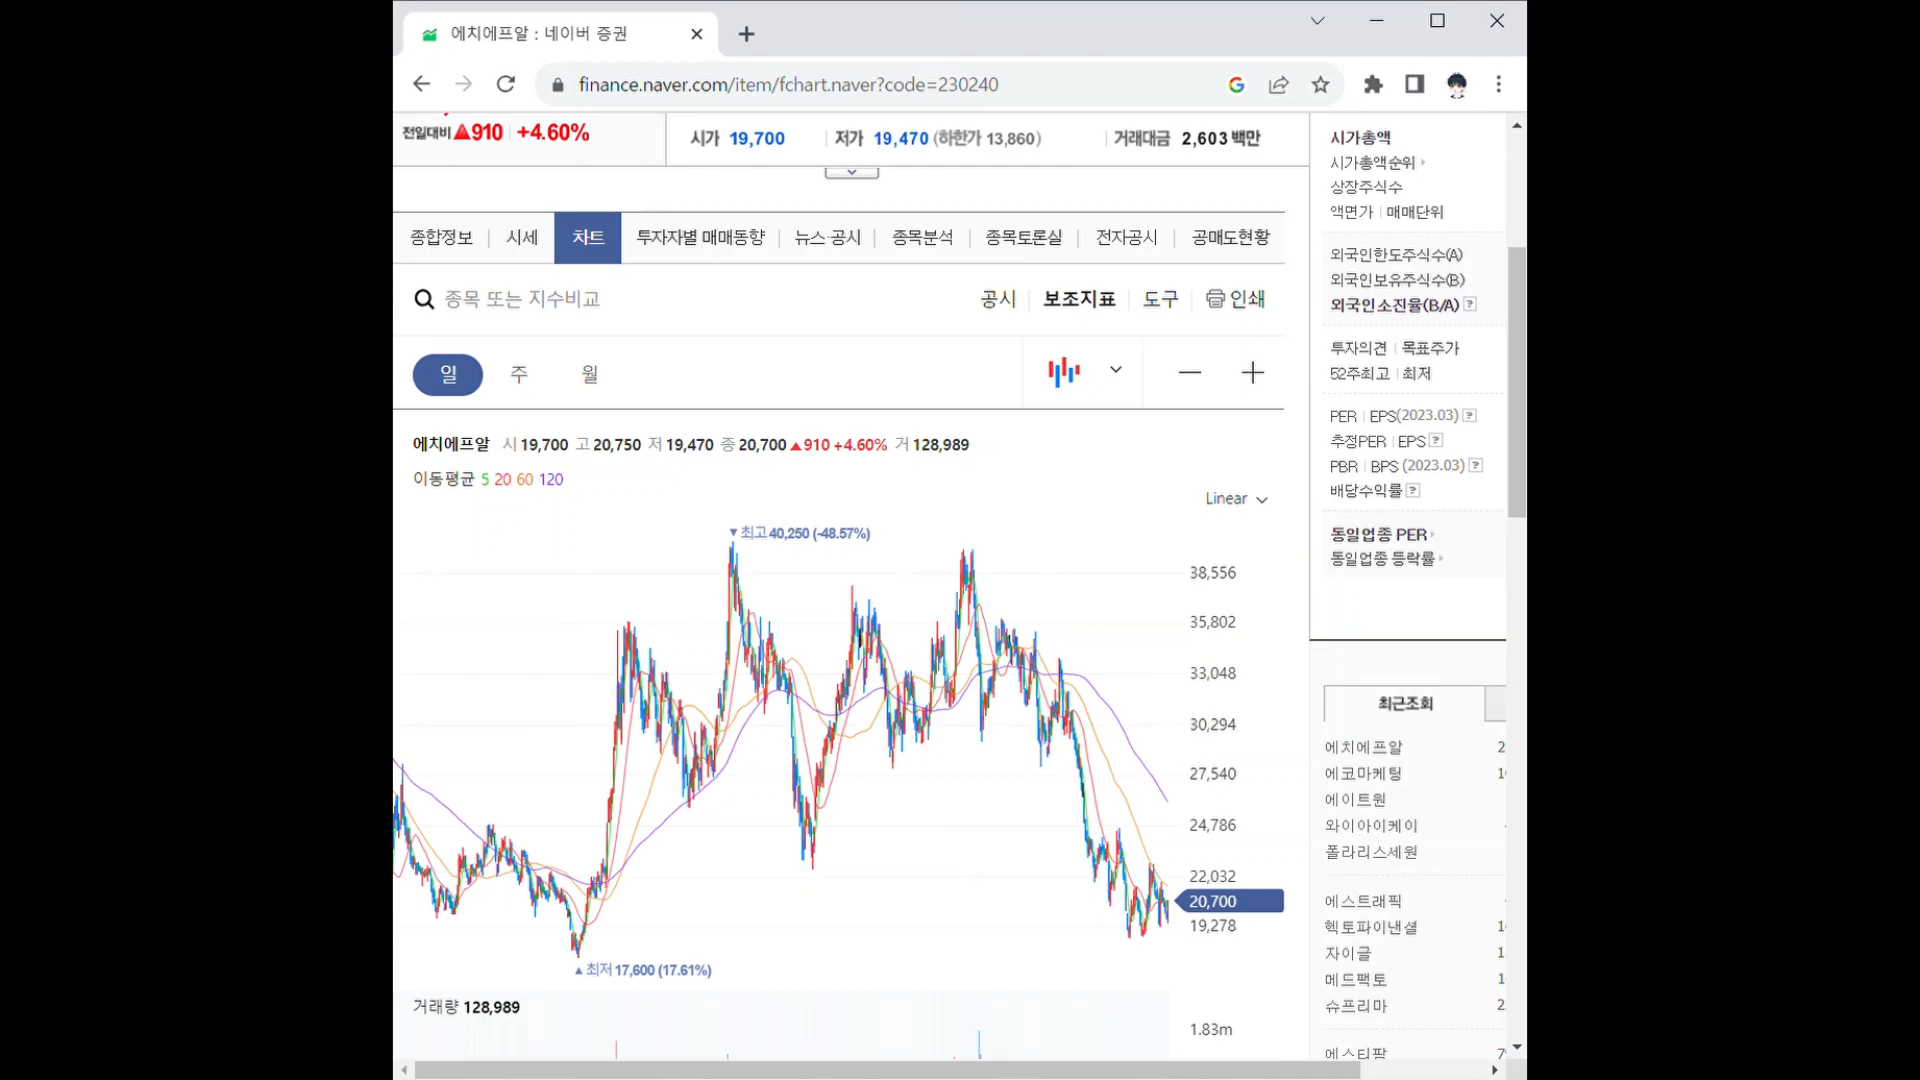 에치에프알 : 네이버 증권
finance.naver.com/item/fchart.naver?code=230240
전일대비 ▲910 +4.60%
시가 19,700 저가 19,470 (하한가 13,860) 거래대금 2,603 백만
종합정보 시세 차트 투자자별 매매동향 뉴스·공시 종목분석 종목토론실 전자공시 공매도현황
종목 또는 지수비교 공시 보조지표 도구 인쇄
일 주 월
에치에프알 시 19,700 고 20,750 저 19,470 종 20,700 ▲910 +4.60% 거 128,989
이동평균 5 20 60 120
Linear
▼최고 40,250 (-48.57%)
38,556
35,802
33,048
30,294
27,540
24,786
22,032
20,700
19,278
▲최저 17,600 (17.61%)
거래량 128,989
1.83m
시가총액
시가총액순위
상장주식수
액면가 매매단위
외국인한도주식수(A)
외국인보유주식수(B)
외국인소진율(B/A) ?
투자의견 목표주가
52주최고 최저
PER EPS(2023.03) ?
추정PER EPS ?
PBR BPS (2023.03) ?
배당수익률 ?
동일업종 PER
동일업종 등락률
최근조회
에치에프알 2
에코마케팅 1
에이트원
와이아이케이
폴라리스세원
에스트래픽
헥토파이낸셜 1
자이글 1
메드팩토 1
슈프리마 2
에스티팜 7